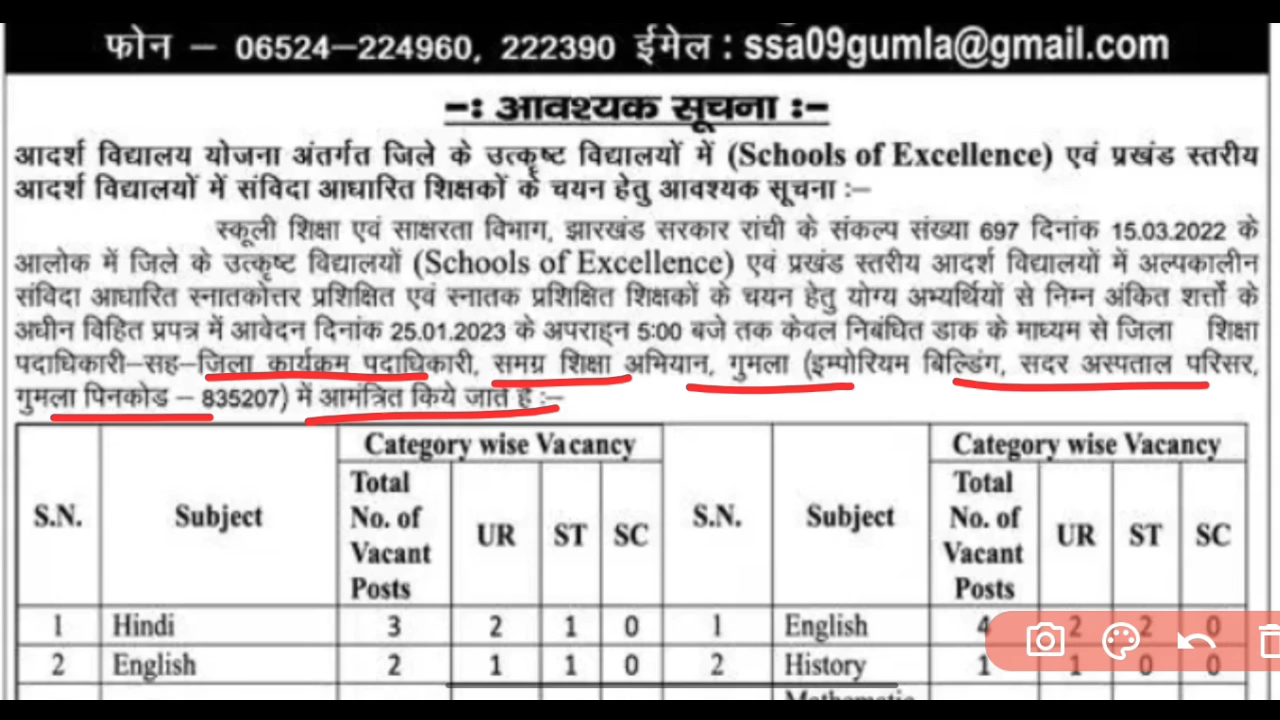 फोन – 06524–224960, 222390 ईमेल : ssa09gumla@gmail.com
–: आवश्यक सूचना :–
आदर्श विद्यालय योजना अंतर्गत जिले के उत्कृष्ट विद्यालयों में (Schools of Excellence) एवं प्रखंड स्तरीय
आदर्श विद्यालयों में संविदा आधारित शिक्षकों के चयन हेतु आवश्यक सूचना :–
स्कूली शिक्षा एवं साक्षरता विभाग, झारखंड सरकार रांची के संकल्प संख्या 697 दिनांक 15.03.2022 के
आलोक में जिले के उत्कृष्ट विद्यालयों (Schools of Excellence) एवं प्रखंड स्तरीय आदर्श विद्यालयों में अल्पकालीन
संविदा आधारित स्नातकोत्तर प्रशिक्षित एवं स्नातक प्रशिक्षित शिक्षकों के चयन हेतु योग्य अभ्यर्थियों से निम्न अंकित शर्त्तो के
अधीन विहित प्रपत्र में आवेदन दिनांक 25.01.2023 के अपराह्न 5:00 बजे तक केवल निबंधित डाक के माध्यम से जिला शिक्षा
पदाधिकारी–सह–जिला कार्यक्रम पदाधिकारी, समग्र शिक्षा अभियान, गुमला (इम्पोरियम बिल्डिंग, सदर अस्पताल परिसर,
गुमला पिनकोड – 835207) में आमंत्रित किये जाते है :–
Category wise Vacancy Category wise Vacancy
S.N. Subject Total No. of Vacant Posts UR ST SC S.N. Subject Total No. of Vacant Posts UR ST SC
1 Hindi 3 2 1 0 1 English 4 2 2 0
2 English 2 1 1 0 2 History 1 1 0 0